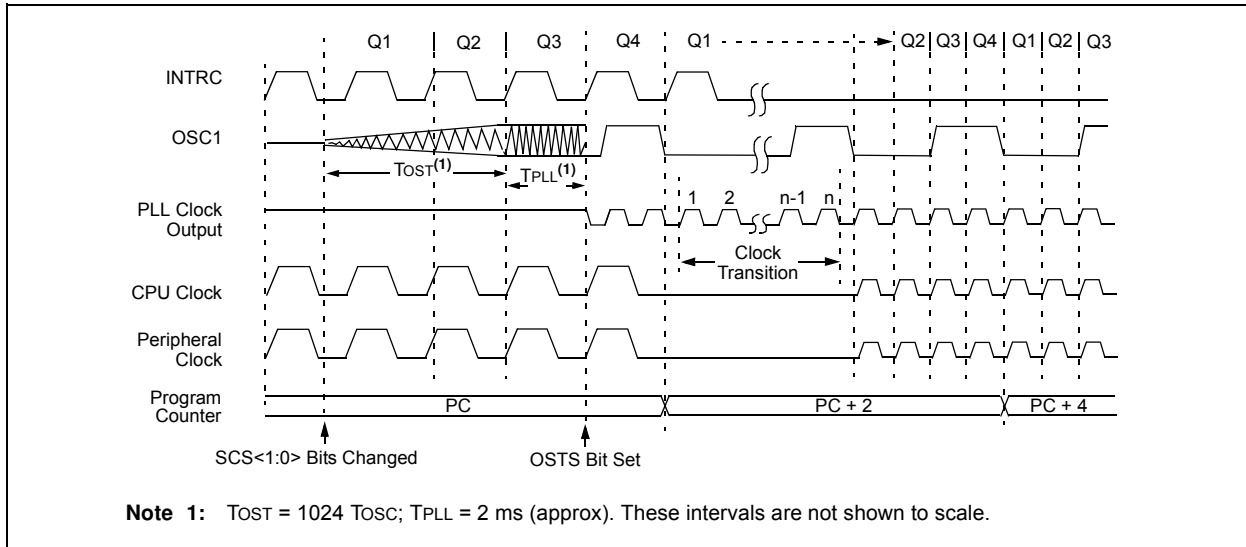 Q1 Q2 Q3 Q4 Q1 Q2 Q3 Q4 Q1 Q2 Q3
INTRC
OSC1
TOST(1) TPLL(1)
PLL Clock
Output
1 2 n-1 n
Clock
Transition
CPU Clock
Peripheral
Clock
Program
Counter
PC PC + 2 PC + 4
SCS<1:0> Bits Changed OSTS Bit Set
Note 1: TOST = 1024 TOSC; TPLL = 2 ms (approx). These intervals are not shown to scale.